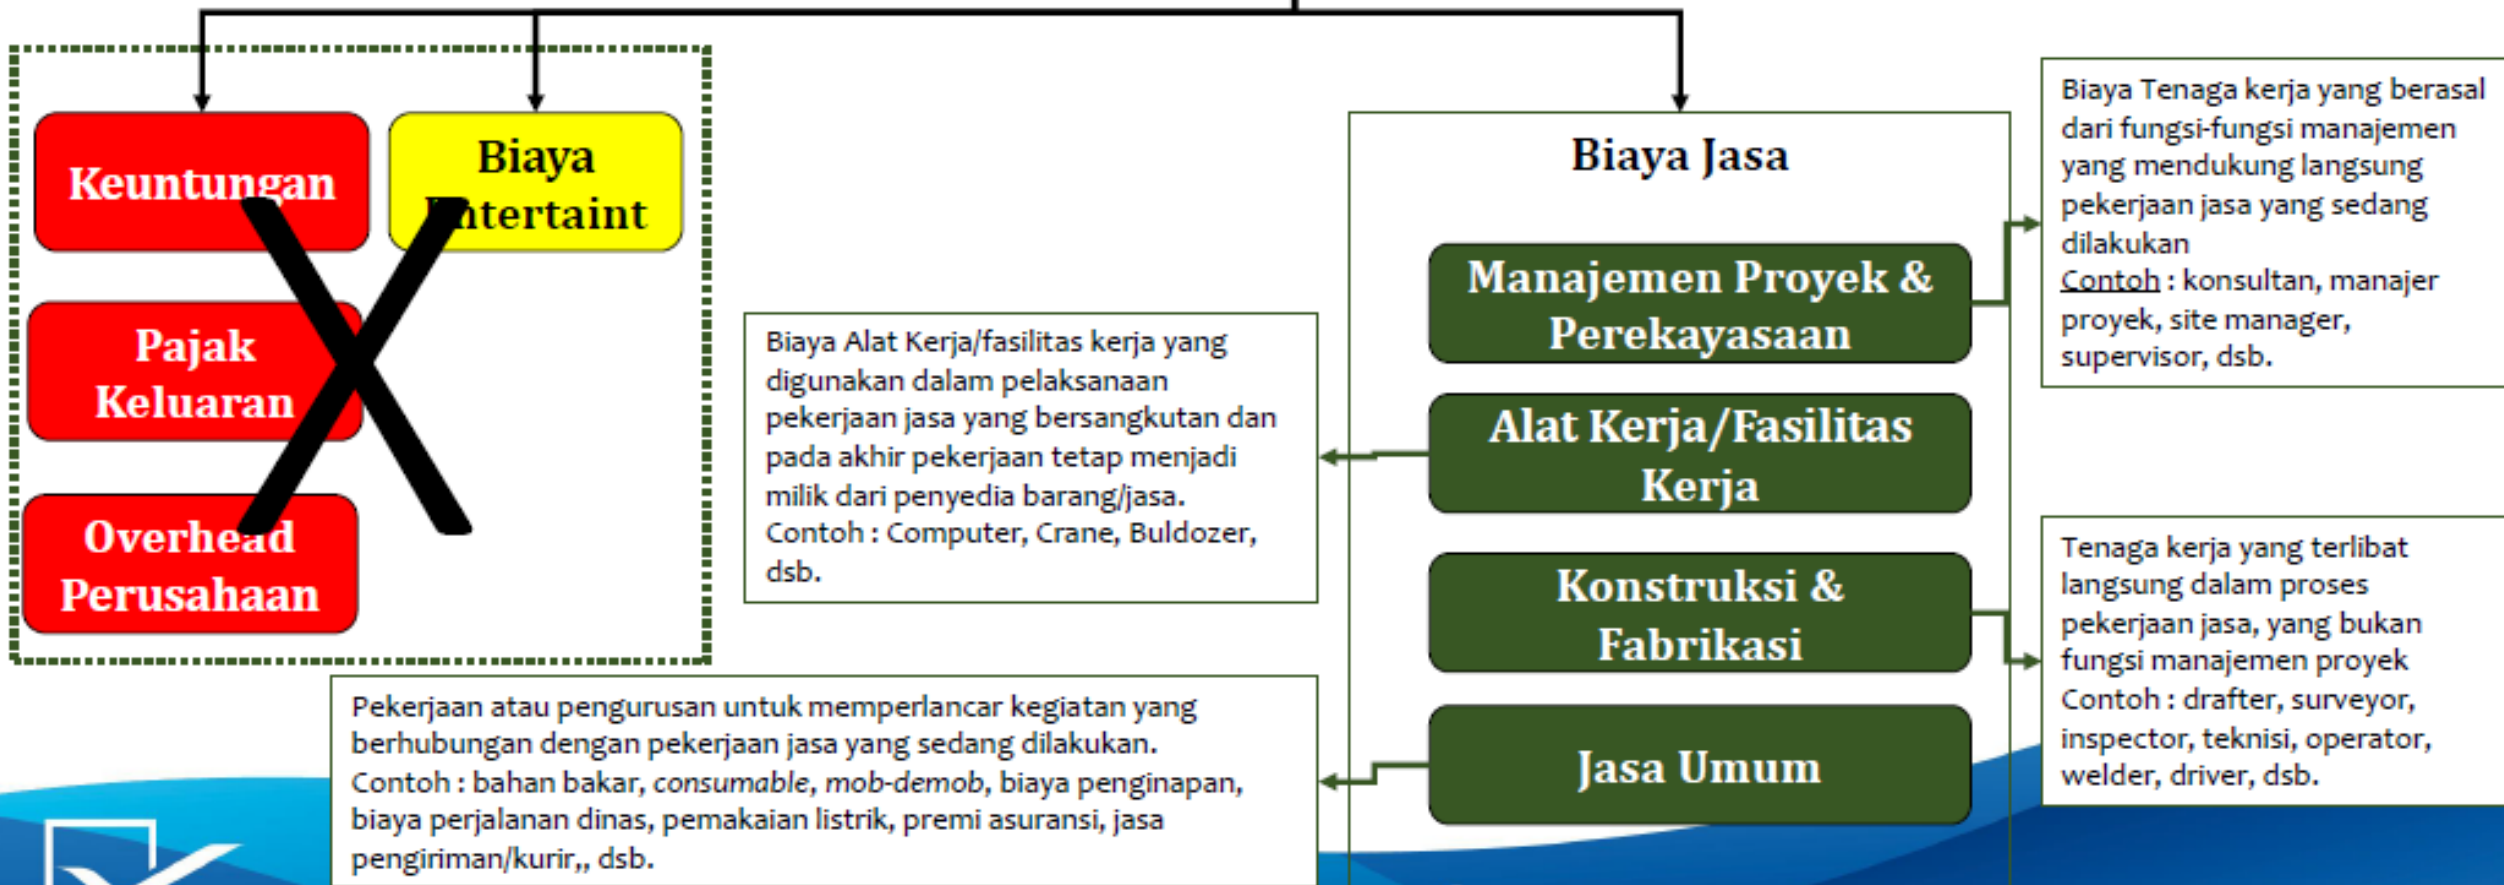 Keuntungan
Biaya
Entertaint
Pajak
Keluaran
Overhead
Perusahaan
Biaya Jasa
Manajemen Proyek &
Perekayasaan
Alat Kerja/Fasilitas
Kerja
Konstruksi &
Fabrikasi
Jasa Umum
Biaya Tenaga kerja yang berasal
dari fungsi-fungsi manajemen
yang mendukung langsung
pekerjaan jasa yang sedang
dilakukan
Contoh : konsultan, manajer
proyek, site manager,
supervisor, dsb.
Biaya Alat Kerja/fasilitas kerja yang
digunakan dalam pelaksanaan
pekerjaan jasa yang bersangkutan dan
pada akhir pekerjaan tetap menjadi
milik dari penyedia barang/jasa.
Contoh : Computer, Crane, Buldozer,
dsb.
Tenaga kerja yang terlibat
langsung dalam proses
pekerjaan jasa, yang bukan
fungsi manajemen proyek
Contoh : drafter, surveyor,
inspector, teknisi, operator,
welder, driver, dsb.
Pekerjaan atau pengurusan untuk memperlancar kegiatan yang
berhubungan dengan pekerjaan jasa yang sedang dilakukan.
Contoh : bahan bakar, consumable, mob-demob, biaya penginapan,
biaya perjalanan dinas, pemakaian listrik, premi asuransi, jasa
pengiriman/kurir,, dsb.